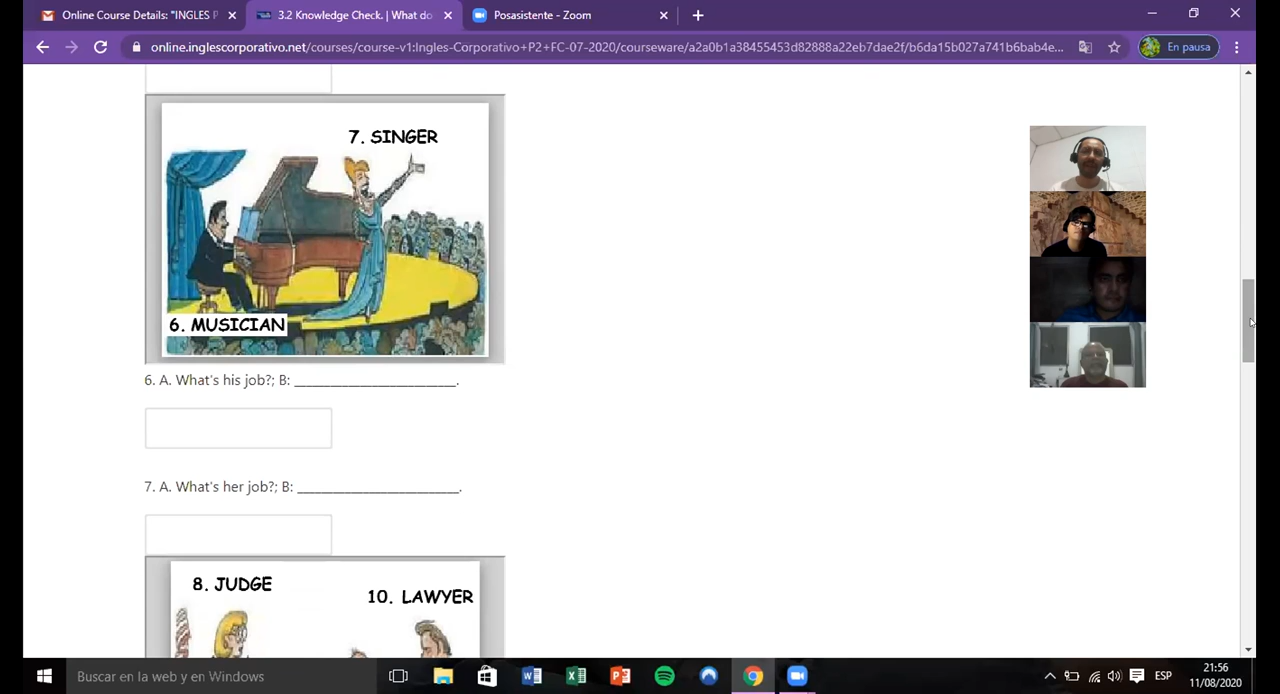 Online Course Details: "INGLES P
3.2 Knowledge Check. | What do
Posasistente - Zoom
online.inglescorporativo.net/courses/course-v1:Ingles-Corporativo+P2+FC-07-2020/courseware/a2a0b1a38455453d82888a22eb7dae2f/b6da15b027a741b6bab4e...
En pausa
7. SINGER
6. MUSICIAN
6. A. What's his job?; B: ______________________.
7. A. What's her job?; B: ______________________.
8. JUDGE
10. LAWYER
Buscar en la web y en Windows
ESP
21:56
11/08/2020